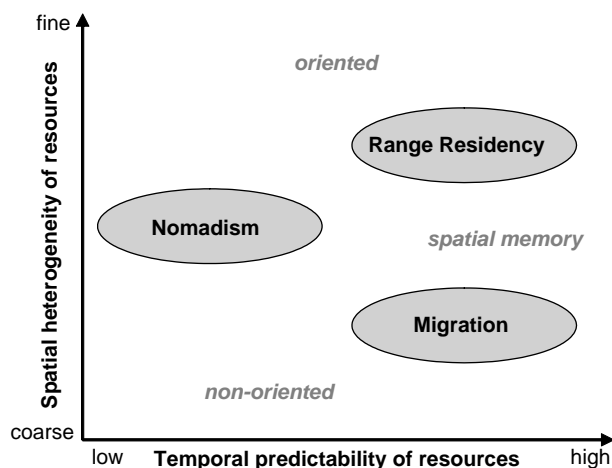 fine
oriented
Range Residency
Spatial heterogeneity of resources
Nomadism
spatial memory
Migration
non-oriented
coarse
low Temporal predictability of resources high